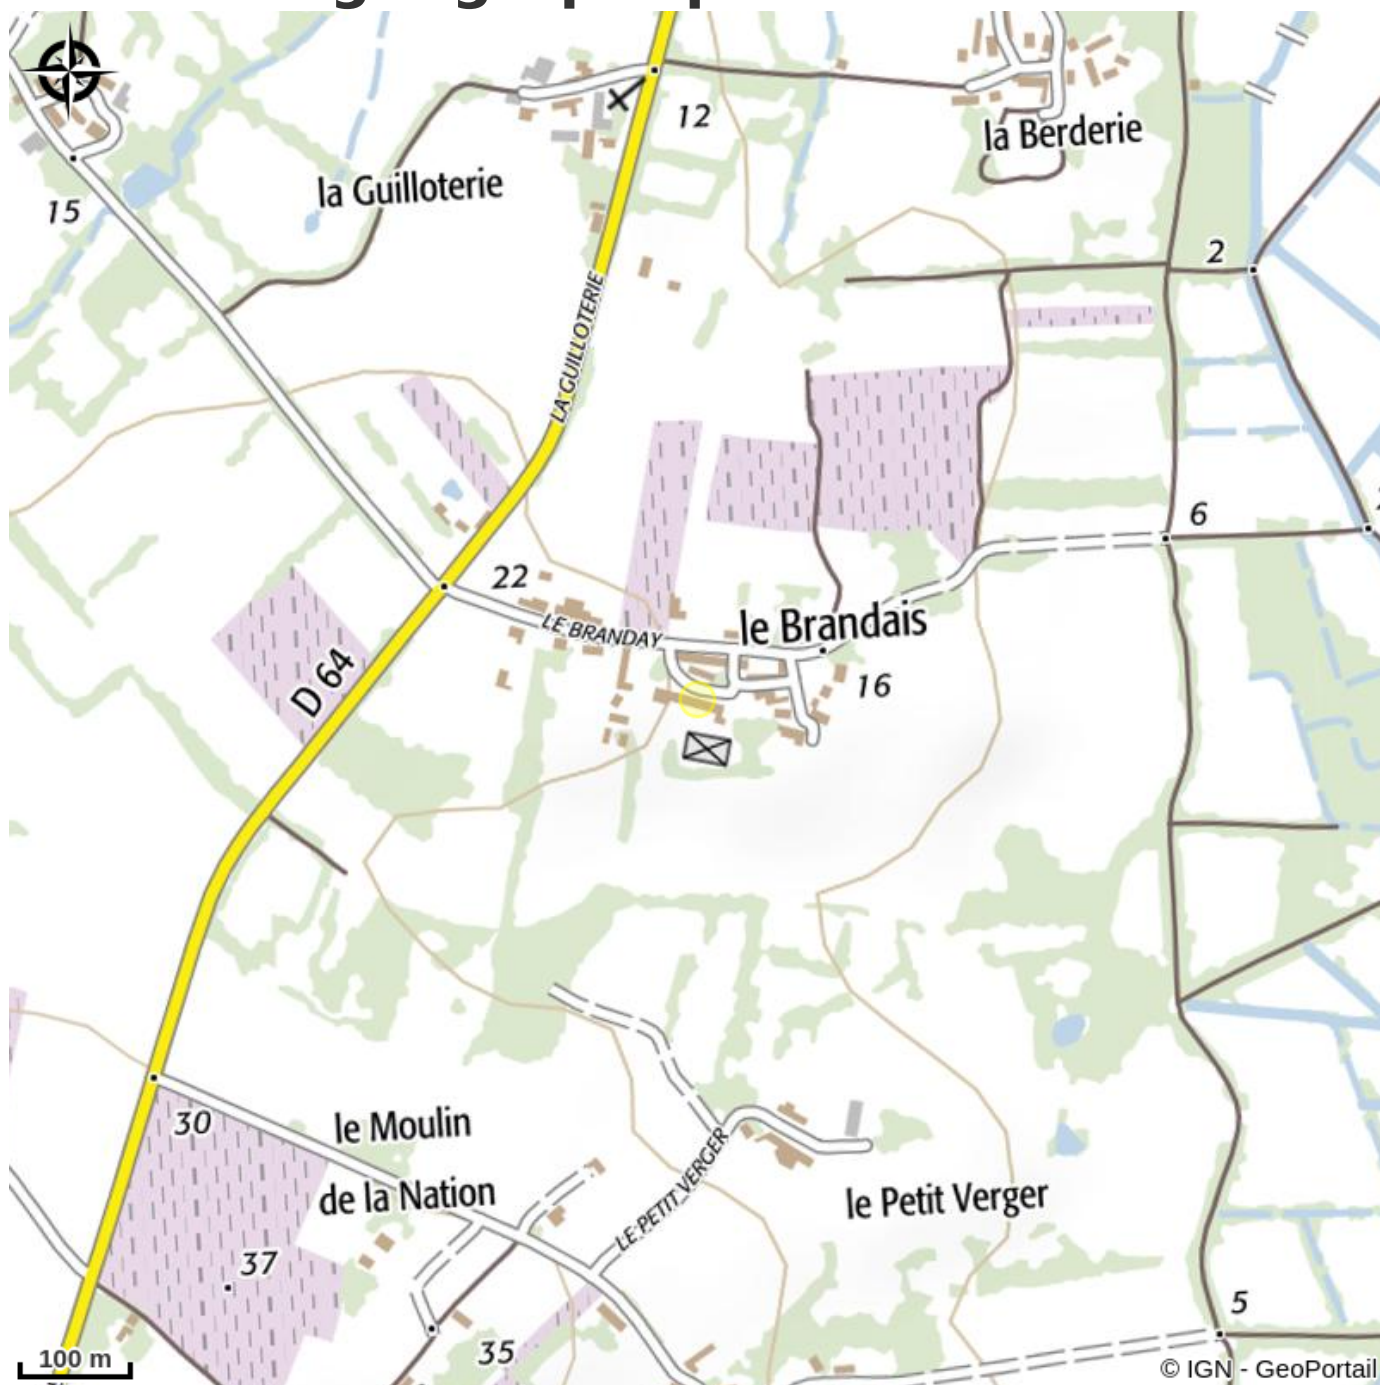 12
la Berderie
la Guilloterie
15
2
LA GUILLOTERIE
6
22
LE BRANDAY
le Brandais
D 64
16
30
le Moulin
de la Nation
LE PETIT VERGER
le Petit Verger
37
5
35
100 m
© IGN - GeoPortail